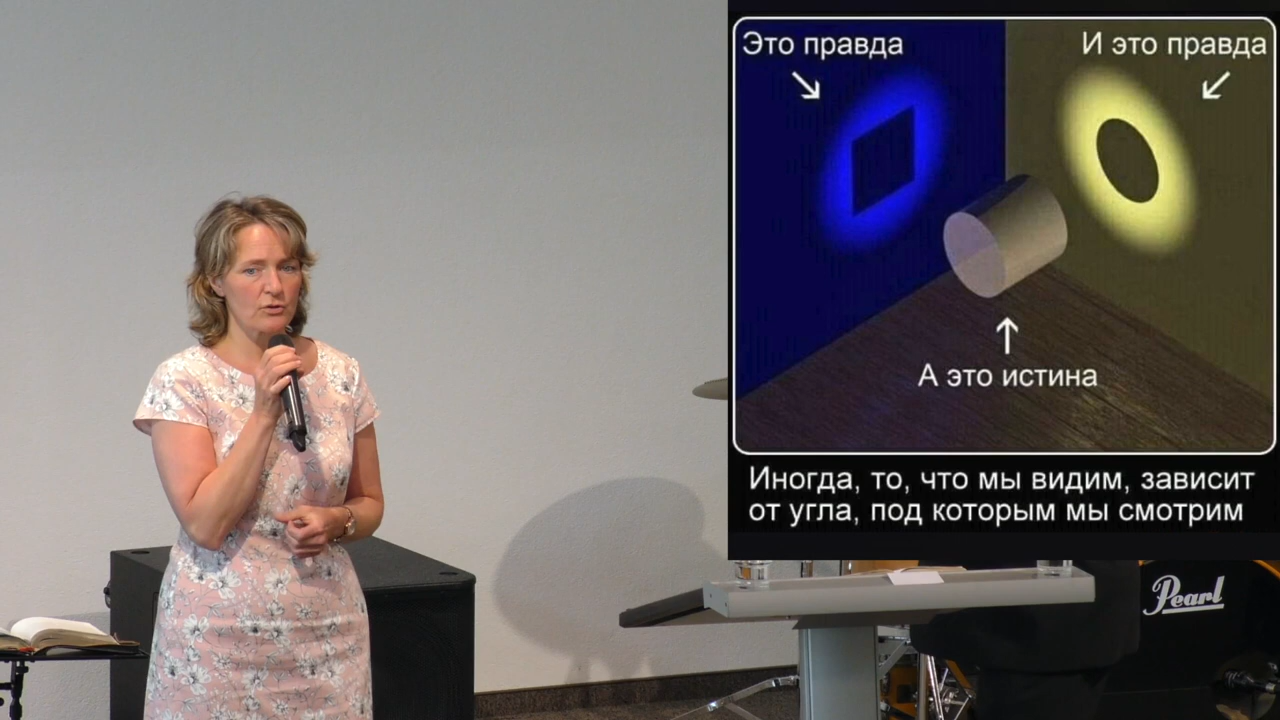 Это правда
И это правда
А это истина
Иногда, то, что мы видим, зависит
от угла, под которым мы смотрим
Pearl